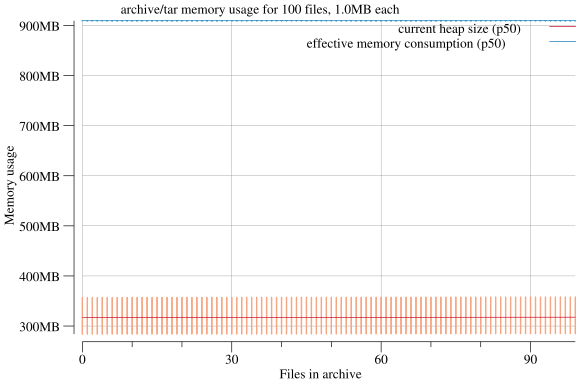 archive/tar memory usage for 100 files, 1.0MB each
current heap size (p50)
effective memory consumption (p50)
900MB
800MB
700MB
600MB
500MB
400MB
300MB
Memory usage
0
30
60
90
Files in archive